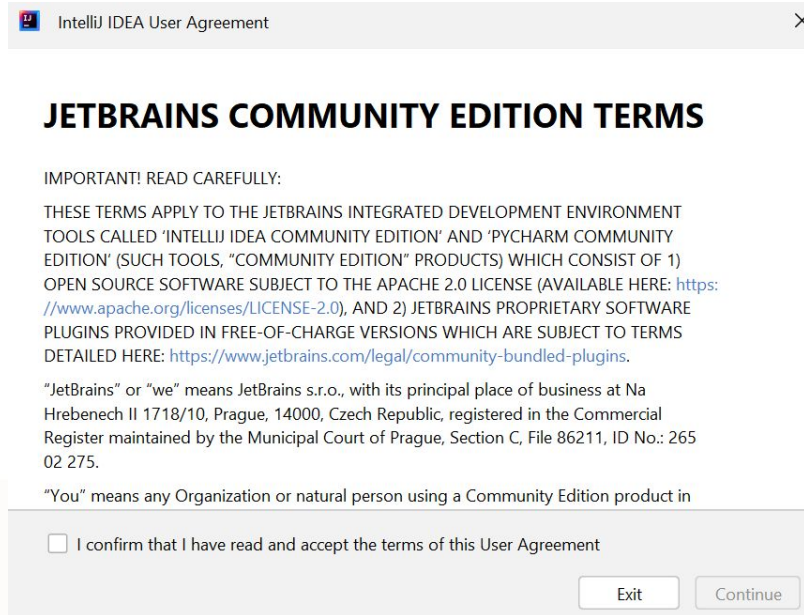 IntelliJ IDEA User Agreement
JETBRAINS COMMUNITY EDITION TERMS
IMPORTANT! READ CAREFULLY:
THESE TERMS APPLY TO THE JETBRAINS INTEGRATED DEVELOPMENT ENVIRONMENT
TOOLS CALLED ‘INTELLIJ IDEA COMMUNITY EDITION’ AND ‘PYCHARM COMMUNITY
EDITION’ (SUCH TOOLS, “COMMUNITY EDITION” PRODUCTS) WHICH CONSIST OF 1)
OPEN SOURCE SOFTWARE SUBJECT TO THE APACHE 2.0 LICENSE (AVAILABLE HERE: https:
//www.apache.org/licenses/LICENSE-2.0), AND 2) JETBRAINS PROPRIETARY SOFTWARE
PLUGINS PROVIDED IN FREE-OF-CHARGE VERSIONS WHICH ARE SUBJECT TO TERMS
DETAILED HERE: https://www.jetbrains.com/legal/community-bundled-plugins.
“JetBrains” or “we” means JetBrains s.r.o., with its principal place of business at Na
Hrebenech II 1718/10, Prague, 14000, Czech Republic, registered in the Commercial
Register maintained by the Municipal Court of Prague, Section C, File 86211, ID No.: 265
02 275.
“You” means any Organization or natural person using a Community Edition product in
I confirm that I have read and accept the terms of this User Agreement
Exit
Continue